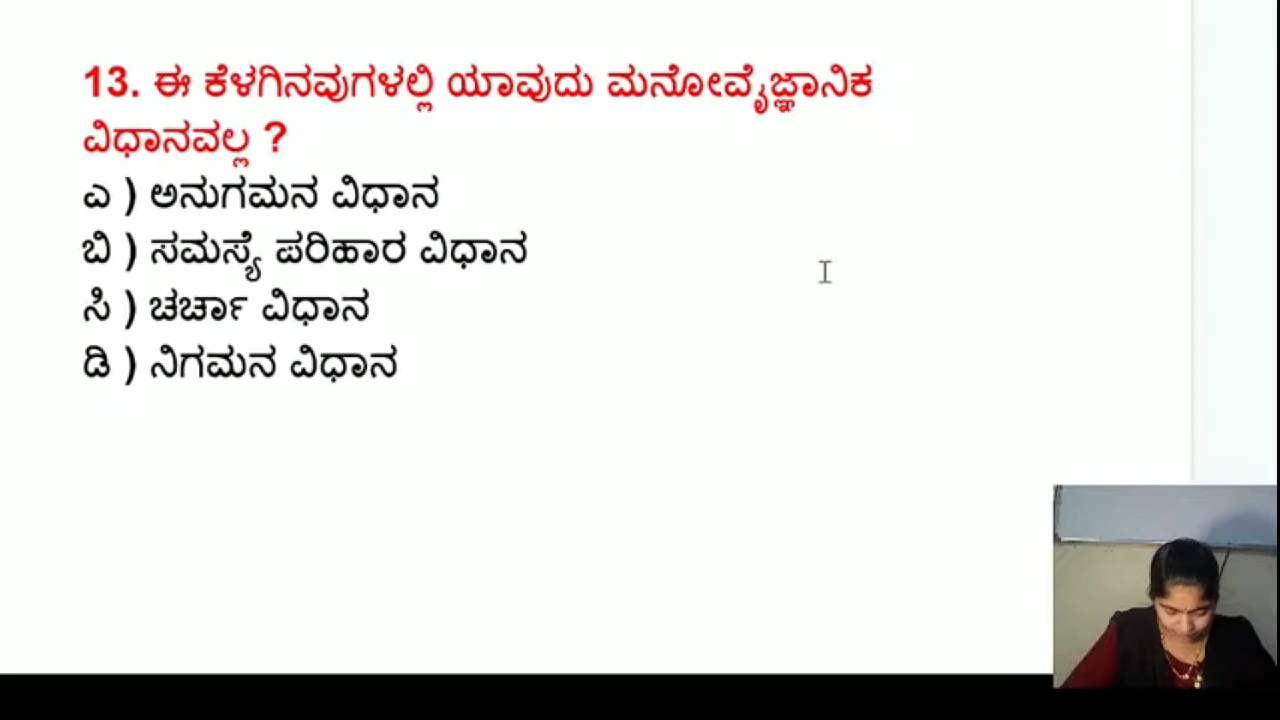 13. ಈ ಕೆಳಗಿನವುಗಳಲ್ಲಿ ಯಾವುದು ಮನೋವೈಜ್ಞಾನಿಕ
ವಿಧಾನವಲ್ಲ ?
ಎ ) ಅನುಗಮನ ವಿಧಾನ
ಬಿ ) ಸಮಸ್ಯೆ ಪರಿಹಾರ ವಿಧಾನ
ಸಿ ) ಚರ್ಚಾ ವಿಧಾನ
ಡಿ ) ನಿಗಮನ ವಿಧಾನ